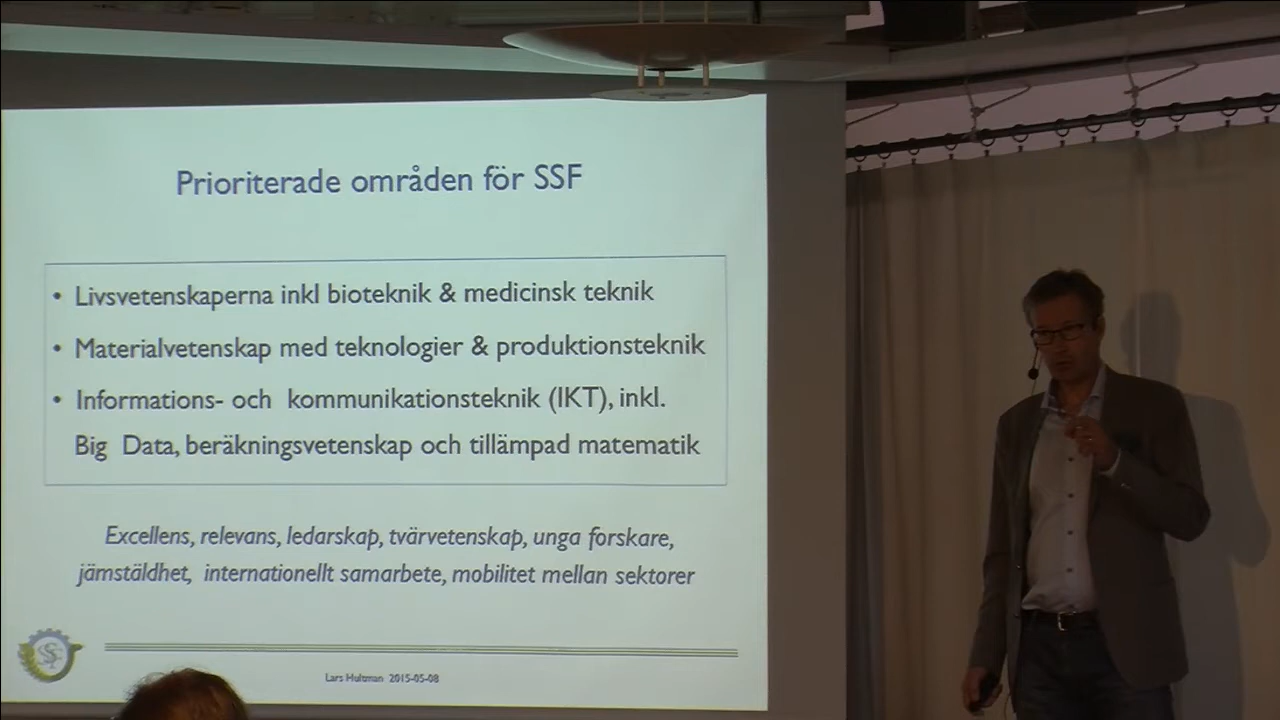 Prioriterade områden för SSF
• Livsvetenskaperna inkl bioteknik & medicinsk teknik
• Materialvetenskap med teknologier & produktionsteknik
• Informations- och kommunikationsteknik (IKT), inkl.
Big Data, beräkningsvetenskap och tillämpad matematik
Excellens, relevans, ledarskap, tvärvetenskap, unga forskare,
jämställdhet, internationellt samarbete, mobilitet mellan sektorer
SSF
Lars Hultman 2015-05-08